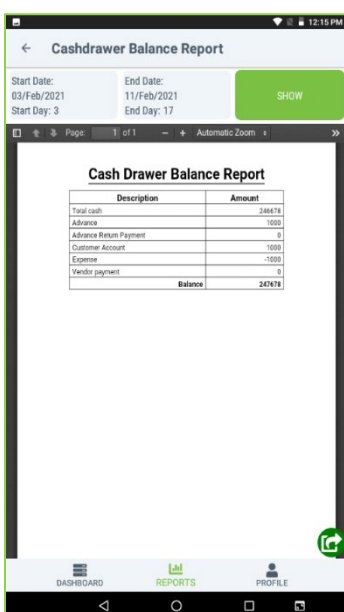 12:15 PM
Cashdrawer Balance Report
Start Date: End Date:
03/Feb/2021 11/Feb/2021 SHOW
Start Day: 3 End Day: 17
Page: 1 of 1 − + Automatic Zoom
Cash Drawer Balance Report
Description Amount
Total cash 246678
Advance 1000
Advance Return Payment 0
Customer Account 1000
Expense -1000
Vendor payment 0
Balance 247678
DASHBOARD REPORTS PROFILE